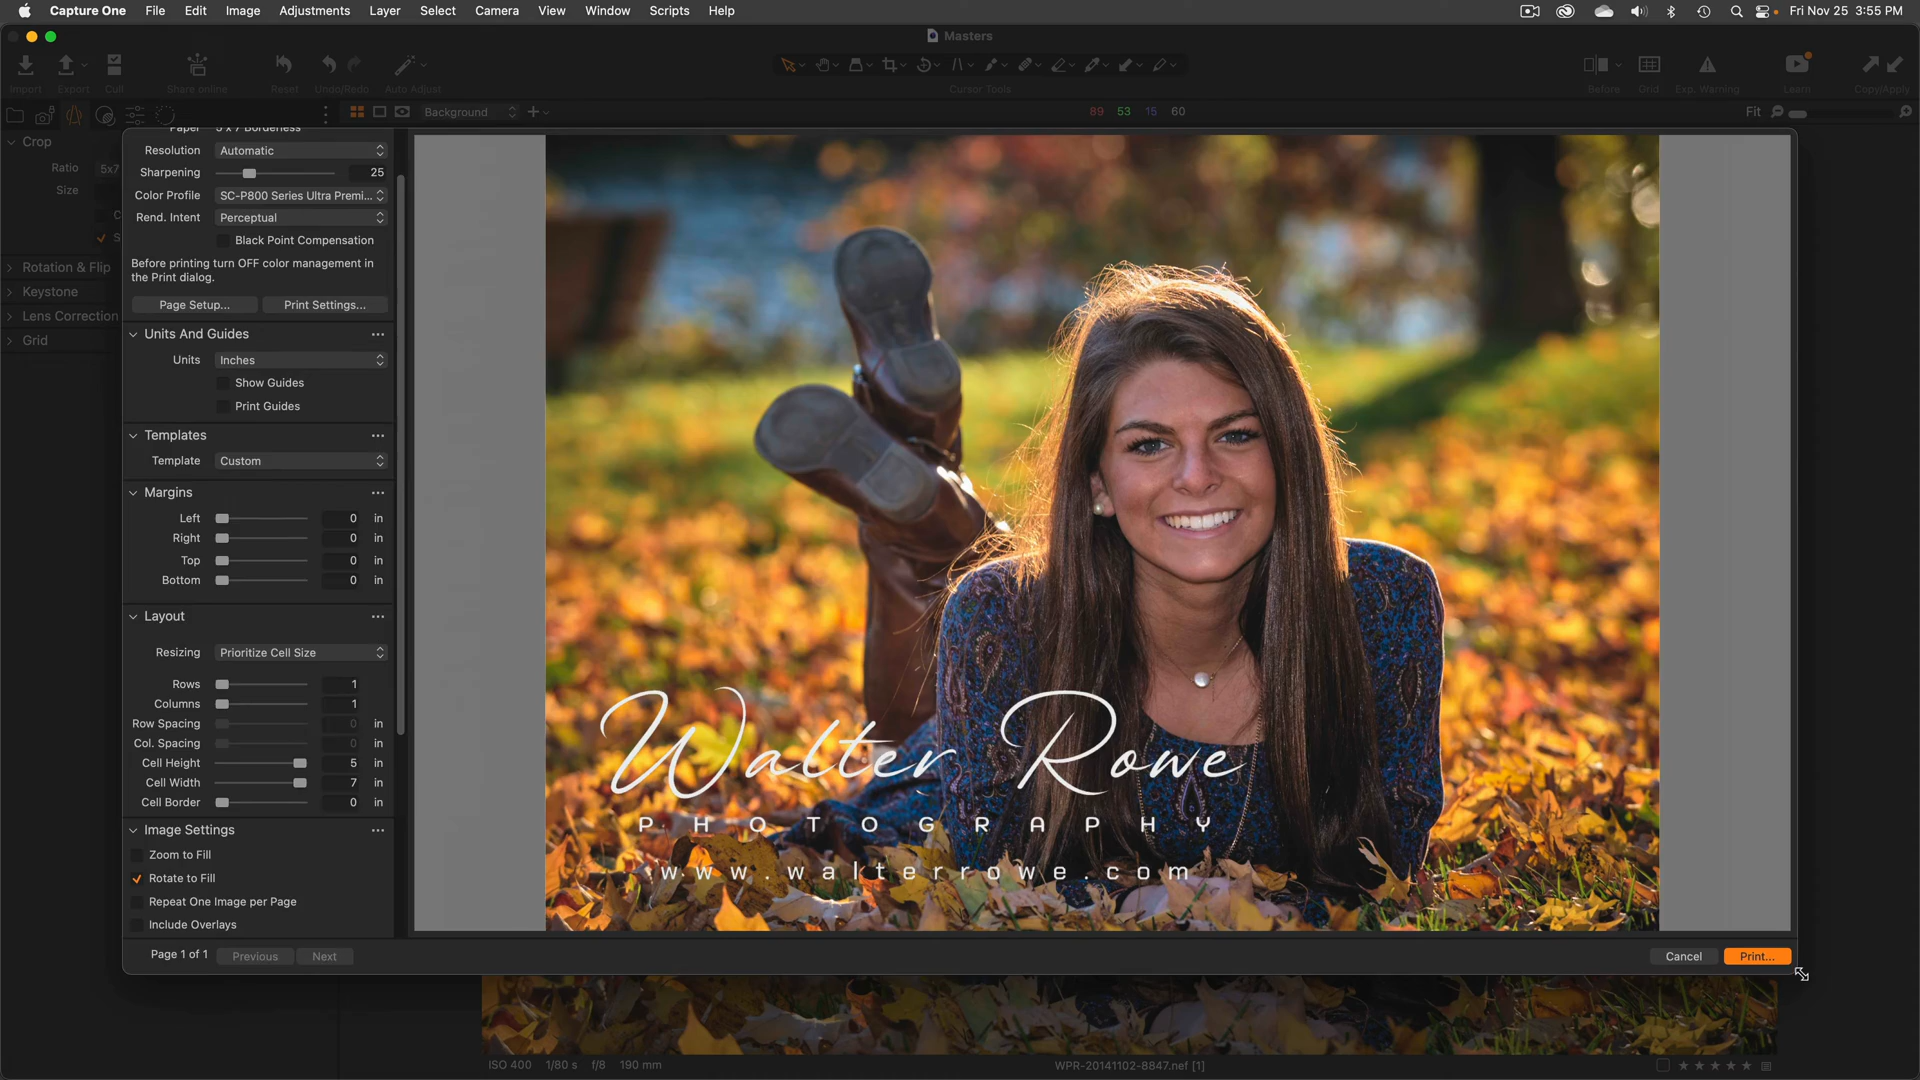 Capture One File Edit Image Adjustments Layer Select Camera View Window Scripts Help Fri Nov 25 3:55 PM
Masters
Import Export Cull Share online Reset Undo/Redo Auto Adjust Cursor Tools Before Grid Exp. Warning Learn Copy/Apply
Background 89 53 15 60 Fit
Crop
Ratio 5x7
Size
C
S
Rotation & Flip
Keystone
Lens Correction
Grid
Paper 5 x 7 Borderless
Resolution Automatic
Sharpening 25
Color Profile SC-P800 Series Ultra Premi...
Rend. Intent Perceptual
Black Point Compensation
Before printing turn OFF color management in
the Print dialog.
Page Setup... Print Settings...
Units And Guides
Units Inches
Show Guides
Print Guides
Templates
Template Custom
Margins
Left 0 in
Right 0 in
Top 0 in
Bottom 0 in
Layout
Resizing Prioritize Cell Size
Rows 1
Columns 1
Row Spacing 0 in
Col. Spacing 0 in
Cell Height 5 in
Cell Width 7 in
Cell Border 0 in
Image Settings
Zoom to Fill
Rotate to Fill
Repeat One Image per Page
Include Overlays
Page 1 of 1 Previous Next
Walter Rowe
PHOTOGRAPHY
www.walterrowe.com
Cancel Print...
ISO 400 1/80 s f/8 190 mm WPR-20141102-8847.nef [1]